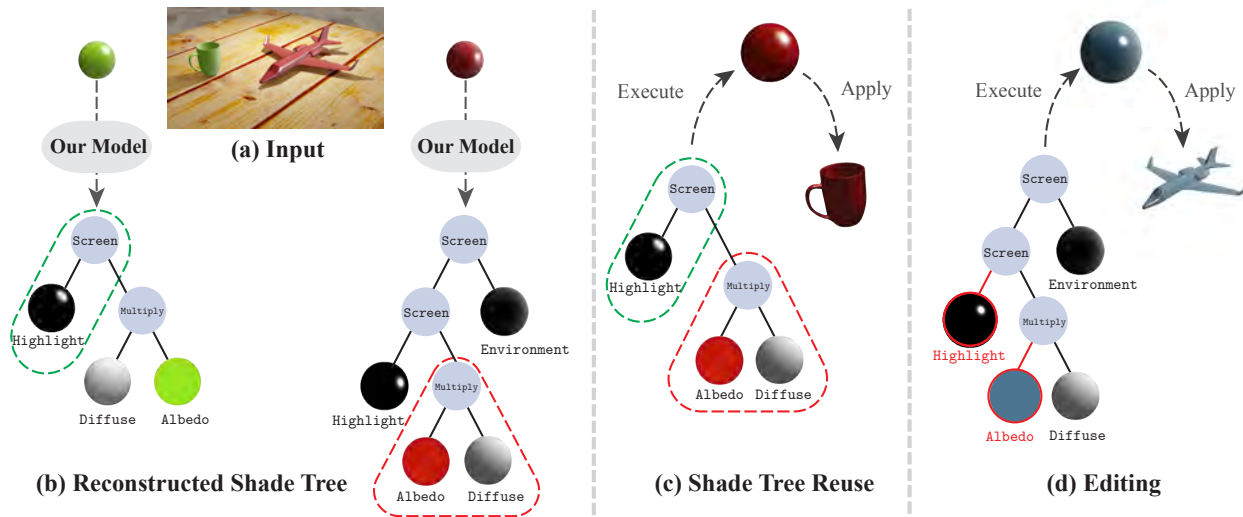 Our Model
Screen
Highlight
Multiply
Diffuse
Albedo
(a) Input
Our Model
Screen
Screen
Environment
Highlight
Multiply
Albedo
Diffuse
(b) Reconstructed Shade Tree
Execute
Apply
Screen
Highlight
Multiply
Albedo
Diffuse
(c) Shade Tree Reuse
Execute
Apply
Screen
Screen
Environment
Highlight
Multiply
Albedo
Diffuse
(d) Editing